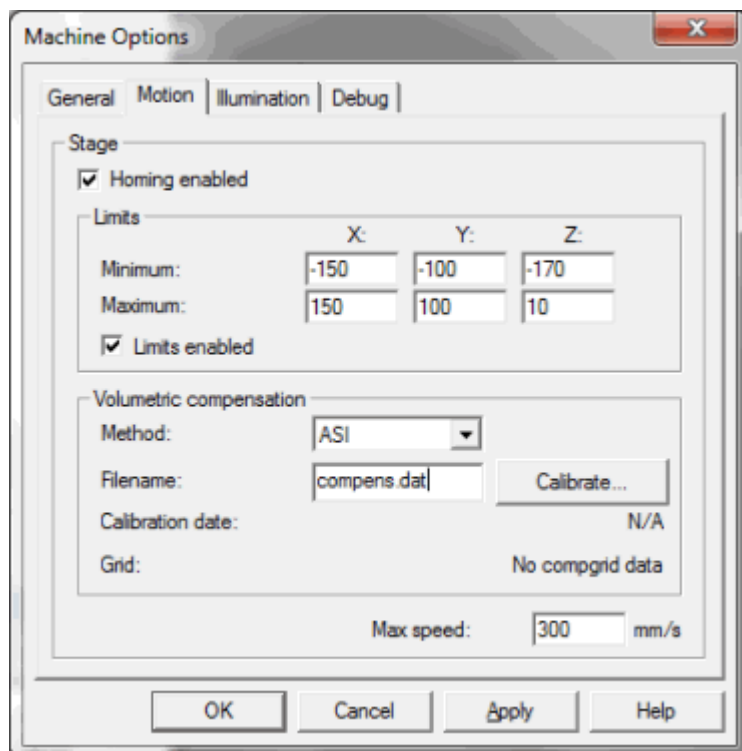 Machine Options
General Motion Illumination Debug
Stage
Homing enabled
Limits
X: Y: Z:
Minimum: -150 -100 -170
Maximum: 150 100 10
Limits enabled
Volumetric compensation
Method: ASI
Filename: compens.dat Calibrate...
Calibration date: N/A
Grid: No compgrid data
Max speed: 300 mm/s
OK Cancel Apply Help